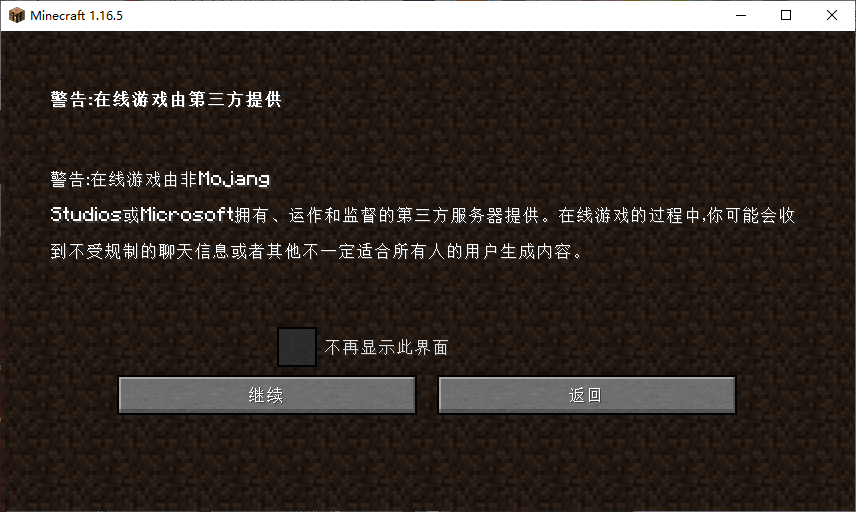 Minecraft 1.16.5
警告:在线游戏由第三方提供
警告:在线游戏由非Mojang
Studios或Microsoft拥有、运作和监督的第三方服务器提供。在线游戏的过程中,你可能会收
到不受规制的聊天信息或者其他不一定适合所有人的用户生成内容。
不再显示此界面
继续
返回